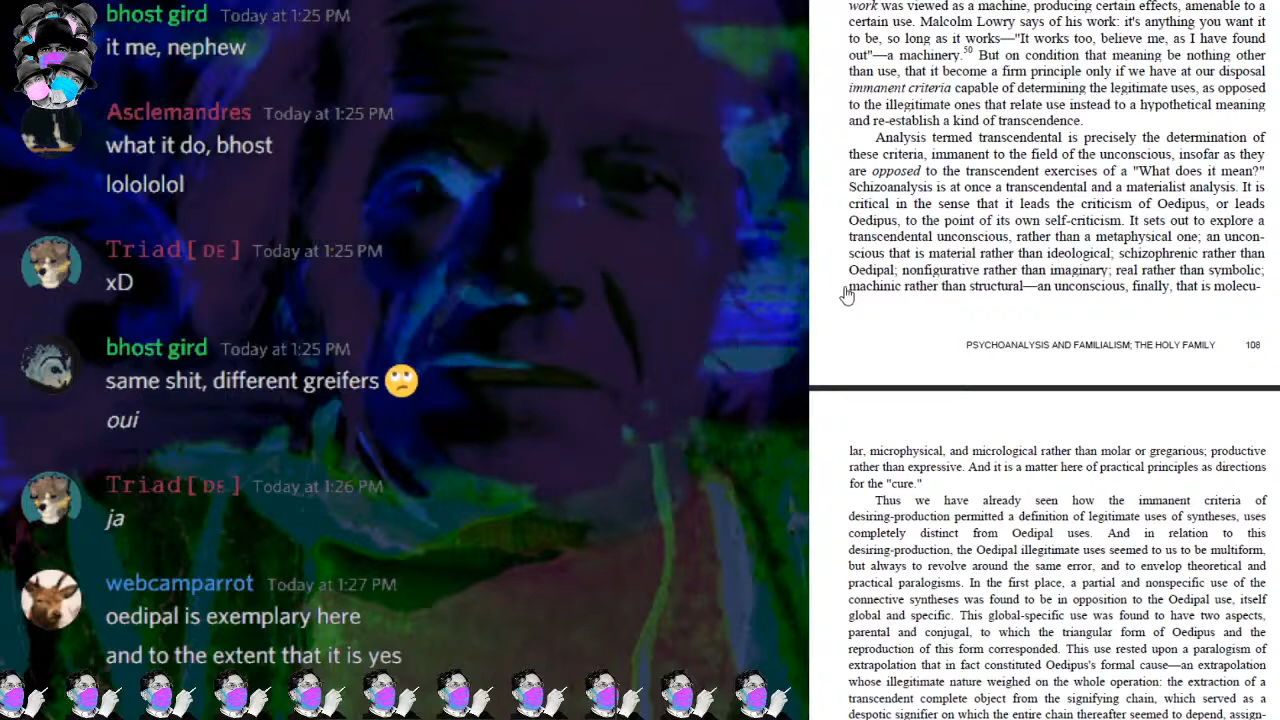 bhost gird Today at 1:25 PM
it me, nephew
Asclemandres Today at 1:25 PM
what it do, bhost
lolololol
Triad[DE] Today at 1:25 PM
xD
bhost gird Today at 1:25 PM
same shit, different greifers 🙄
oui
Triad[DE] Today at 1:26 PM
ja
webcamparrot Today at 1:27 PM
oedipal is exemplary here
and to the extent that it is yes
work was viewed as a machine, producing certain effects, amenable to a
certain use. Malcolm Lowry says of his work: it's anything you want it
to be, so long as it works—"It works too, believe me, as I have found
out"—a machinery.50 But on condition that meaning be nothing other
than use, that it become a firm principle only if we have at our disposal
immanent criteria capable of determining the legitimate uses, as opposed
to the illegitimate ones that relate use instead to a hypothetical meaning
and re-establish a kind of transcendence.
Analysis termed transcendental is precisely the determination of
these criteria, immanent to the field of the unconscious, insofar as they
are opposed to the transcendent exercises of a "What does it mean?"
Schizoanalysis is at once a transcendental and a materialist analysis. It is
critical in the sense that it leads the criticism of Oedipus, or leads
Oedipus, to the point of its own self-criticism. It sets out to explore a
transcendental unconscious, rather than a metaphysical one; an uncon-
scious that is material rather than ideological; schizophrenic rather than
Oedipal; nonfigurative rather than imaginary; real rather than symbolic;
machinic rather than structural—an unconscious, finally, that is molecu-
PSYCHOANALYSIS AND FAMILIALISM; THE HOLY FAMILY 108
lar, microphysical, and micrological rather than molar or gregarious; productive
rather than expressive. And it is a matter here of practical principles as directions
for the "cure."
Thus we have already seen how the immanent criteria of
desiring-production permitted a definition of legitimate uses of syntheses, uses
completely distinct from Oedipal uses. And in relation to this
desiring-production, the Oedipal illegitimate uses seemed to us to be multiform,
but always to revolve around the same error, and to envelop theoretical and
practical paralogisms. In the first place, a partial and nonspecific use of the
connective syntheses was found to be in opposition to the Oedipal use, itself
global and specific. This global-specific use was found to have two aspects,
parental and conjugal, to which the triangular form of Oedipus and the
reproduction of this form corresponded. This use rested upon a paralogism of
extrapolation that in fact constituted Oedipus's formal cause—an extrapolation
whose illegitimate nature weighed on the whole operation: the extraction of a
transcendent complete object from the signifying chain, which served as a
despotic signifier on which the entire chain thereafter seemed to depend, assign-